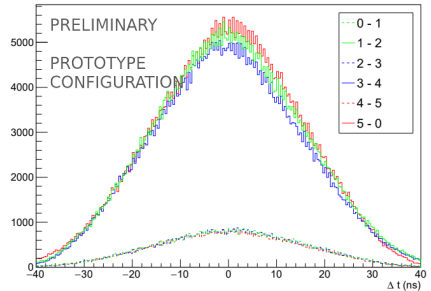 PRELIMINARY
PROTOTYPE
CONFIGURATION
0 - 1
1 - 2
2 - 3
3 - 4
4 - 5
5 - 0
5000
4000
3000
2000
1000
0
−40 −30 −20 −10 0 10 20 30 40
Δ t (ns)